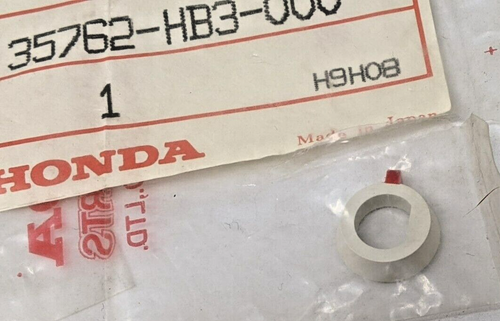 35762-HB3-000
1
H9H08
HONDA
Made in Japan